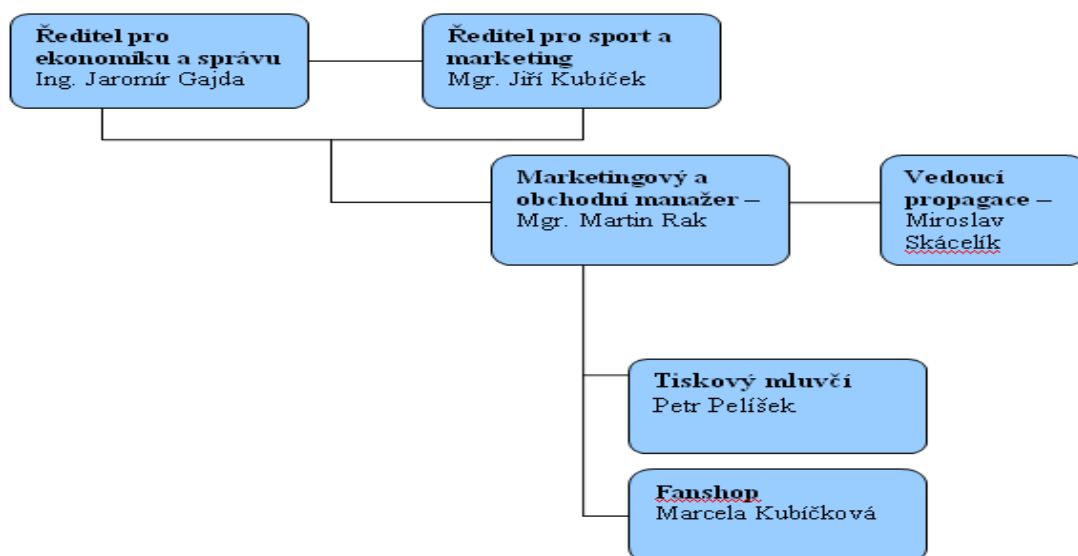 Ředitel pro
ekonomiku a správu
Ing. Jaromír Gajda
Ředitel pro sport a
marketing
Mgr. Jiří Kubíček
Marketingový a
obchodní manažer –
Mgr. Martin Rak
Vedoucí
propagace –
Miroslav
Skácelík
Tiskový mluvčí
Petr Pelíšek
Fanshop
Marcela Kubíčková